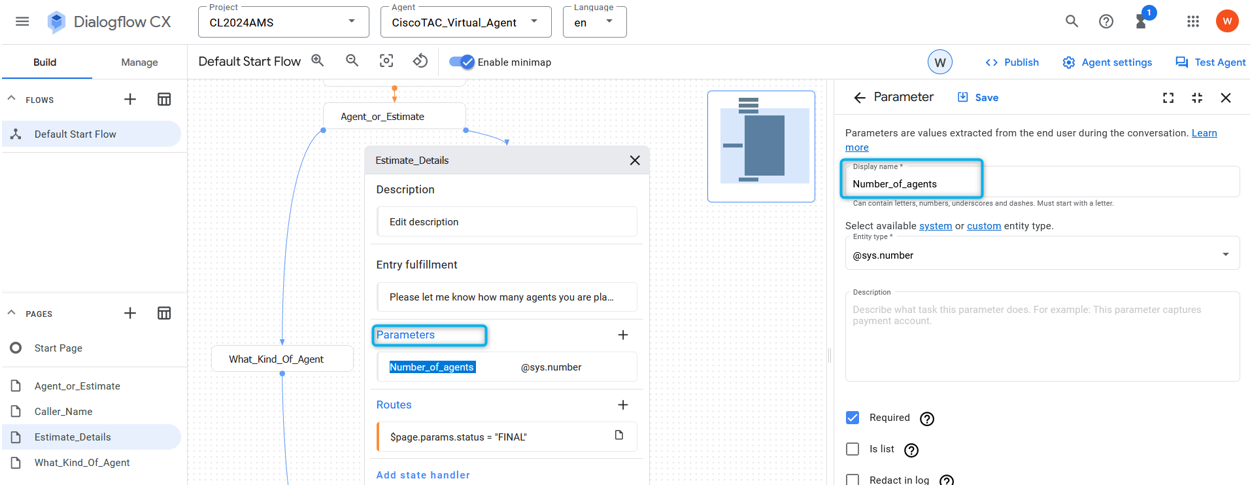 Dialogflow CX
Project
CL2024AMS
Agent
CiscoTAC_Virtual_Agent
Language
en
1
W
Build
Manage
Default Start Flow
Enable minimap
W
Publish
Agent settings
Test Agent
FLOWS
Default Start Flow
PAGES
Start Page
Agent_or_Estimate
Caller_Name
Estimate_Details
What_Kind_Of_Agent
Agent_or_Estimate
What_Kind_Of_Agent
Estimate_Details
Description
Edit description
Entry fulfillment
Please let me know how many agents you are pla...
Parameters
Number_of_agents @sys.number
Routes
$page.params.status = "FINAL"
Add state handler
Parameter
Save
Parameters are values extracted from the end user during the conversation. Learn
more
Display name *
Number_of_agents
Can contain letters, numbers, underscores and dashes. Must start with a letter.
Select available system or custom entity type.
Entity type *
@sys.number
Description
Describe what task this parameter does. For example: This parameter captures
payment account.
Required
Is list
Redact in log